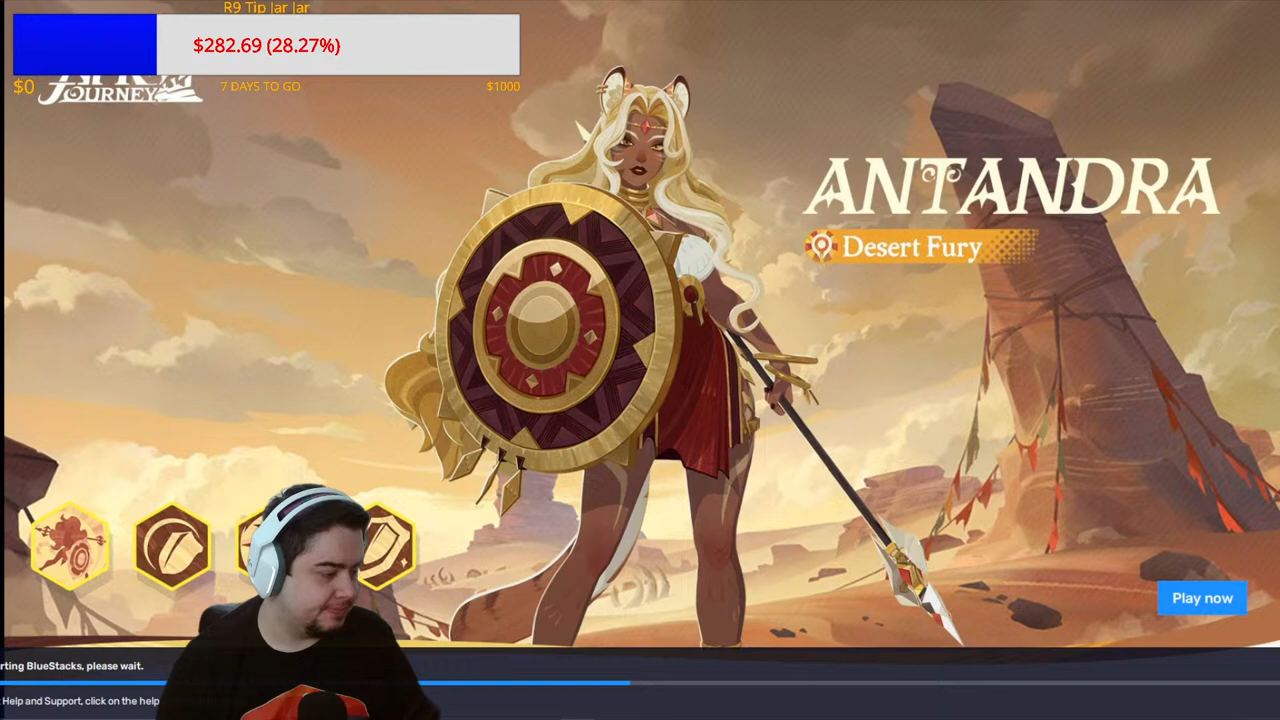 R9 Tip Jar Jar
$282.69 (28.27%)
$0
7 DAYS TO GO
$1000
JOURNEY
ANTANDRA
Desert Fury
Play now
rting BlueStacks, please wait.
Help and Support, click on the help